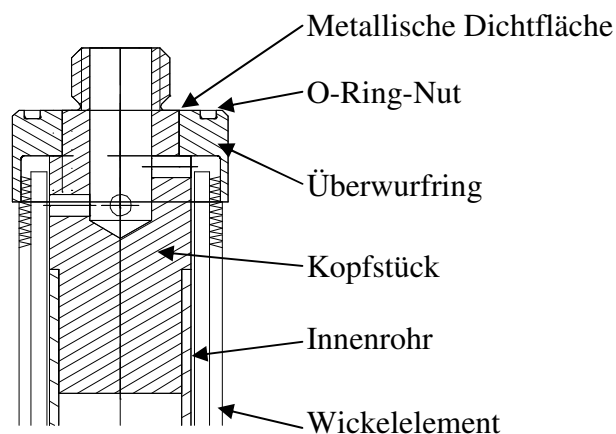 Metallische Dichtfläche
O-Ring-Nut
Überwurfring
Kopfstück
Innenrohr
Wickelelement